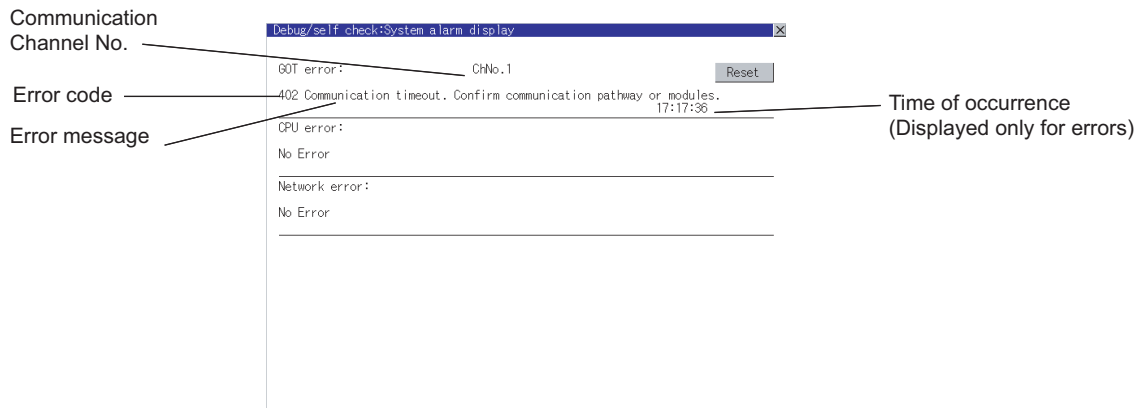 Communication
Channel No.
Debug/self check:System alarm display
GOT error: ChNo.1 Reset
Error code
402 Communication timeout. Confirm communication pathway or modules.
17:17:36
Time of occurrence
(Displayed only for errors)
Error message
CPU error:
No Error
Network error:
No Error